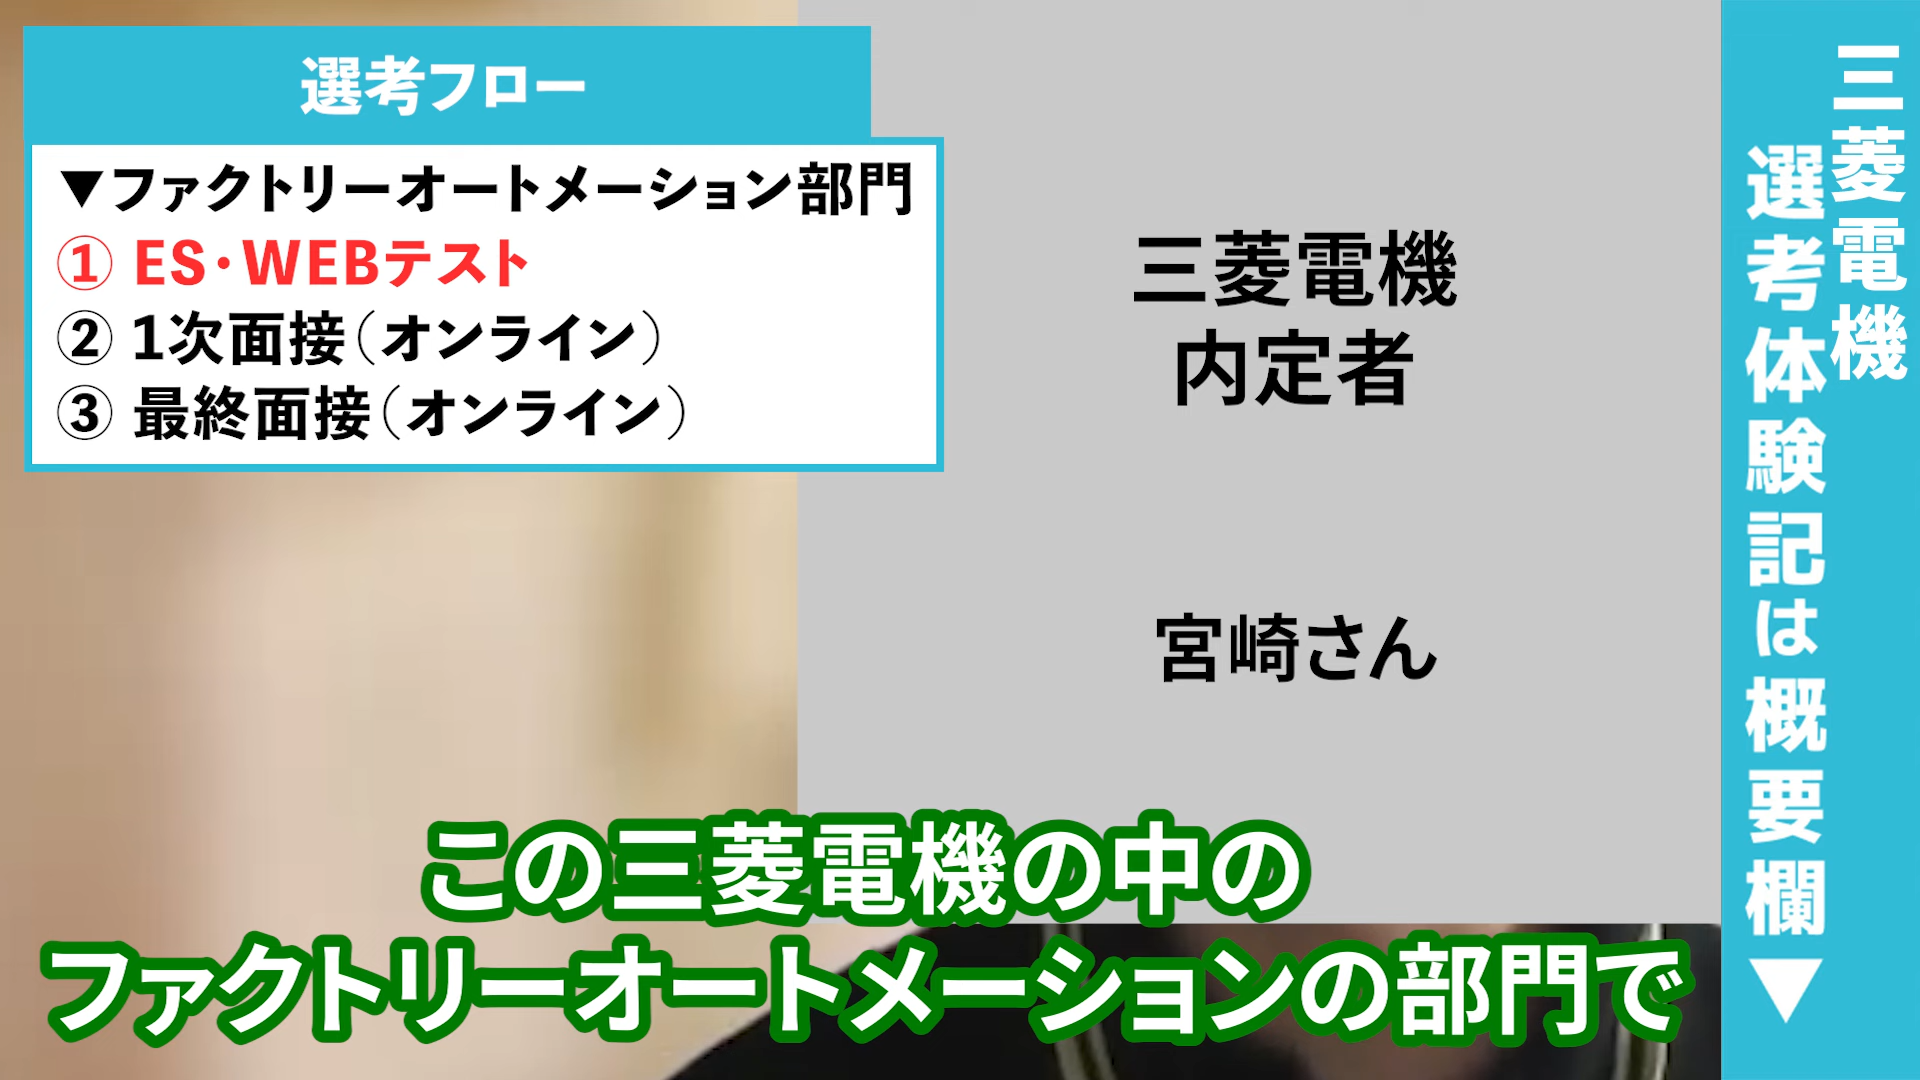 選考フロー
▼ファクトリーオートメーション部門
① ES・WEBテスト
② 1次面接（オンライン）
③ 最終面接（オンライン）
三菱電機
内定者
宮崎さん
三菱電機
選考体験記は概要欄▼
この三菱電機の中の
ファクトリーオートメーションの部門で